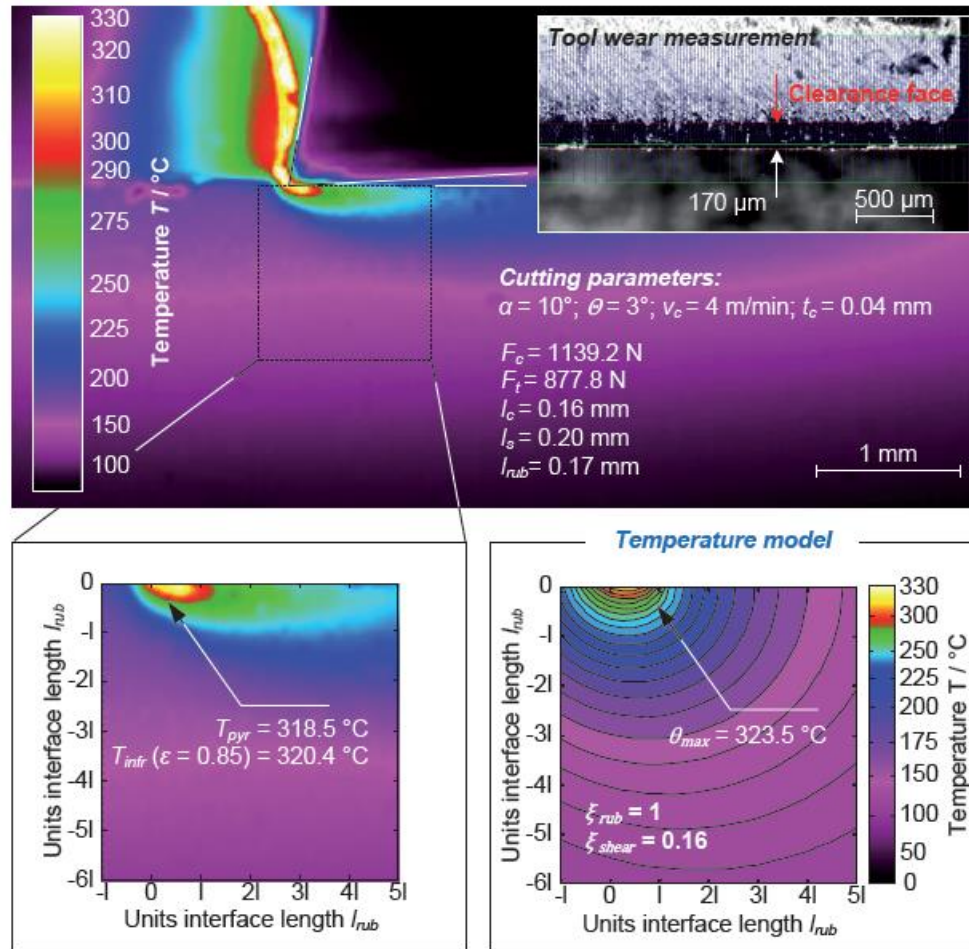 330
320
310
300
290
275
250
225
200
150
100
Temperature T / °C
Tool wear measurement
Clearance face
170 µm
500 µm
Cutting parameters:
α = 10°; Θ = 3°; vc = 4 m/min; tc = 0.04 mm
Fc = 1139.2 N
Ft = 877.8 N
lc = 0.16 mm
ls = 0.20 mm
lrub = 0.17 mm
1 mm
0
-1l
-2l
-3l
-4l
-5l
-6l
Units interface length lrub
Tpyr = 318.5 °C
Tinfr (ε = 0.85) = 320.4 °C
-1l 0 1l 2l 3l 4l 5l
Units interface length lrub
Temperature model
0
-1l
-2l
-3l
-4l
-5l
-6l
Units interface length lrub
θmax = 323.5 °C
ξrub = 1
ξshear = 0.16
-1l 0 1l 2l 3l 4l 5l
Units interface length lrub
330
300
250
225
200
175
150
100
50
0
Temperature T / °C